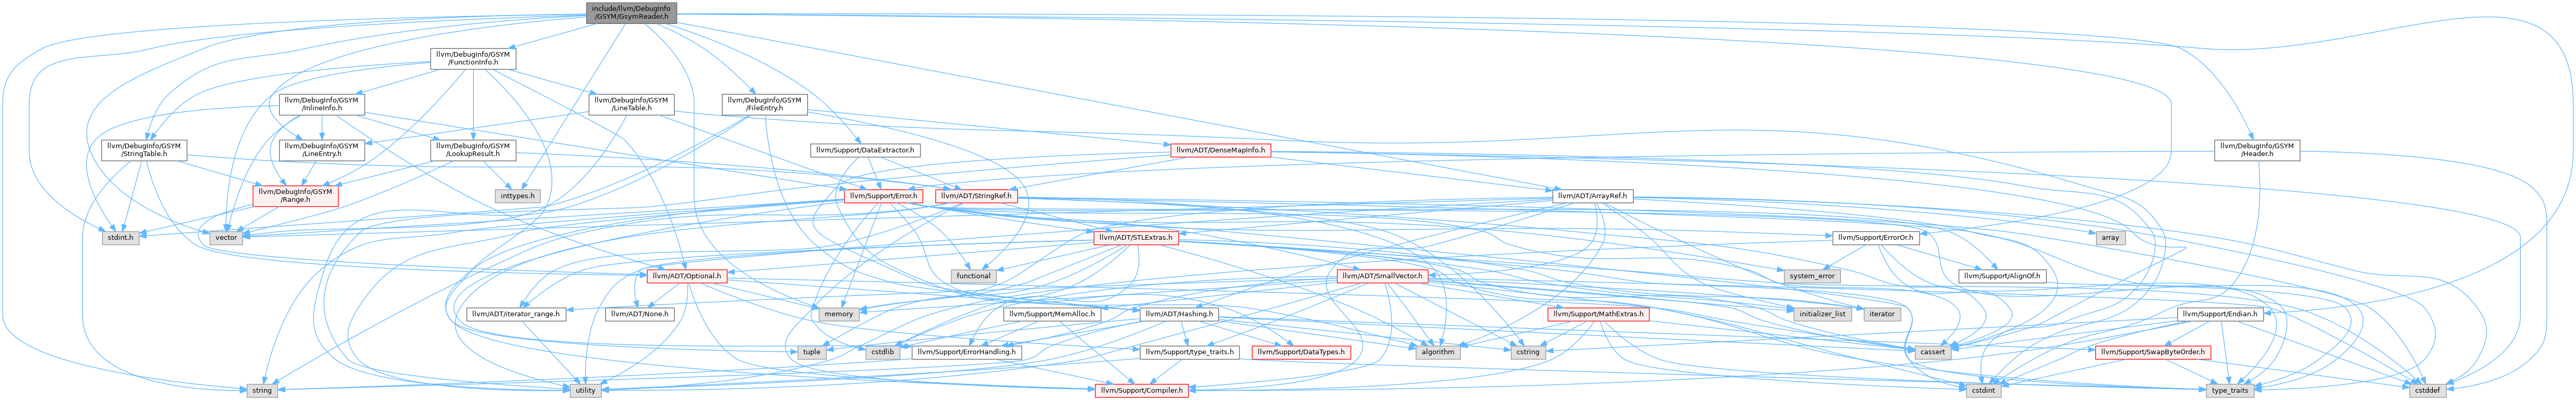 include/llvm/DebugInfo
/GSYM/GsymReader.h
llvm/DebugInfo/GSYM
/FunctionInfo.h
llvm/DebugInfo/GSYM
/InlineInfo.h
llvm/DebugInfo/GSYM
/LineTable.h
llvm/DebugInfo/GSYM
/FileEntry.h
llvm/DebugInfo/GSYM
/StringTable.h
llvm/DebugInfo/GSYM
/LineEntry.h
llvm/DebugInfo/GSYM
/LookupResult.h
llvm/Support/DataExtractor.h
llvm/ADT/DenseMapInfo.h
llvm/DebugInfo/GSYM
/Header.h
llvm/DebugInfo/GSYM
/Range.h
inttypes.h
llvm/Support/Error.h
llvm/ADT/StringRef.h
llvm/ADT/ArrayRef.h
stdint.h
vector
llvm/ADT/STLExtras.h
llvm/Support/ErrorOr.h
array
llvm/ADT/Optional.h
functional
llvm/ADT/SmallVector.h
system_error
llvm/Support/AlignOf.h
llvm/ADT/iterator_range.h
llvm/ADT/None.h
memory
llvm/Support/MemAlloc.h
llvm/ADT/Hashing.h
llvm/Support/MathExtras.h
initializer_list
iterator
llvm/Support/Endian.h
tuple
cstdlib
llvm/Support/ErrorHandling.h
llvm/Support/type_traits.h
llvm/Support/DataTypes.h
algorithm
cstring
cassert
llvm/Support/SwapByteOrder.h
string
utility
llvm/Support/Compiler.h
cstdint
type_traits
cstddef